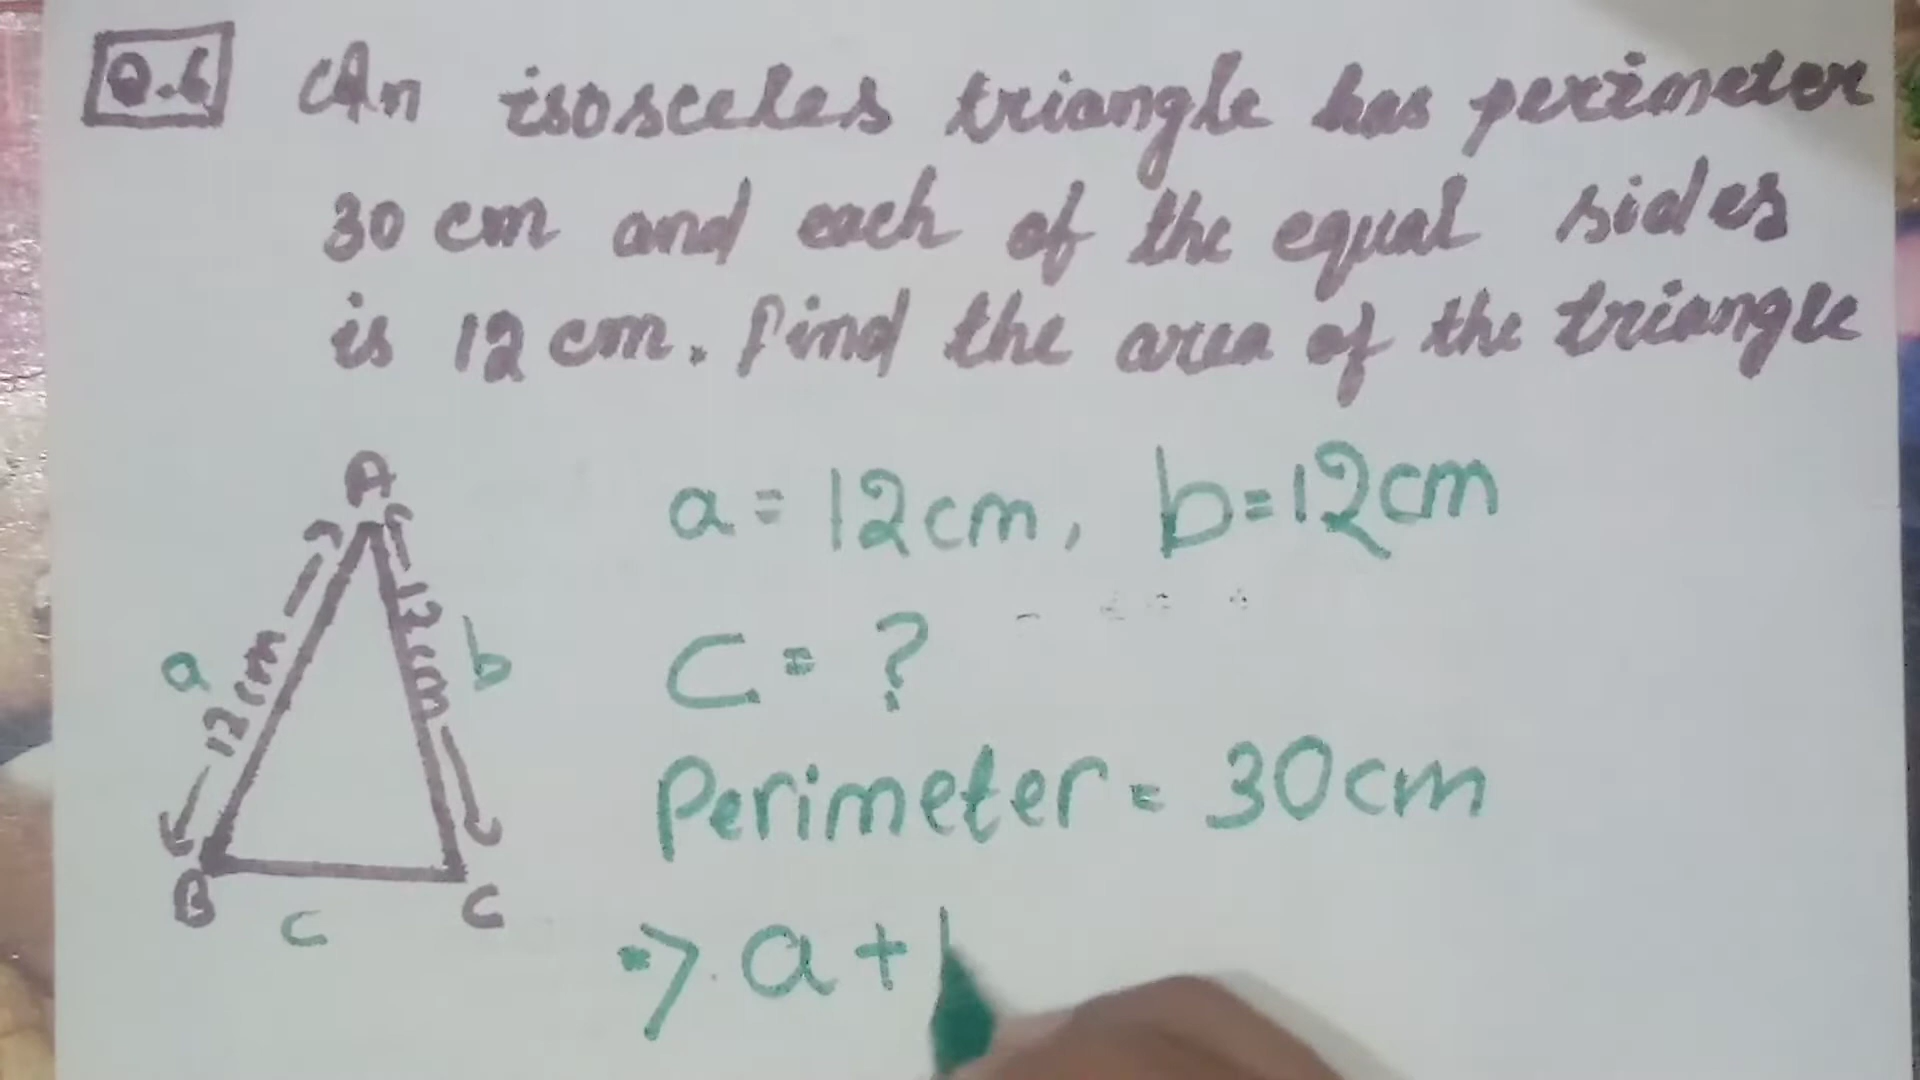 Q.6 An isosceles triangle has perimeter
30 cm and each of the equal sides
is 12 cm. Find the area of the triangle
A
a = 12cm, b = 12cm
12cm
12cm
a
b
c = ?
Perimeter = 30cm
B
C
c
⇒ a + b